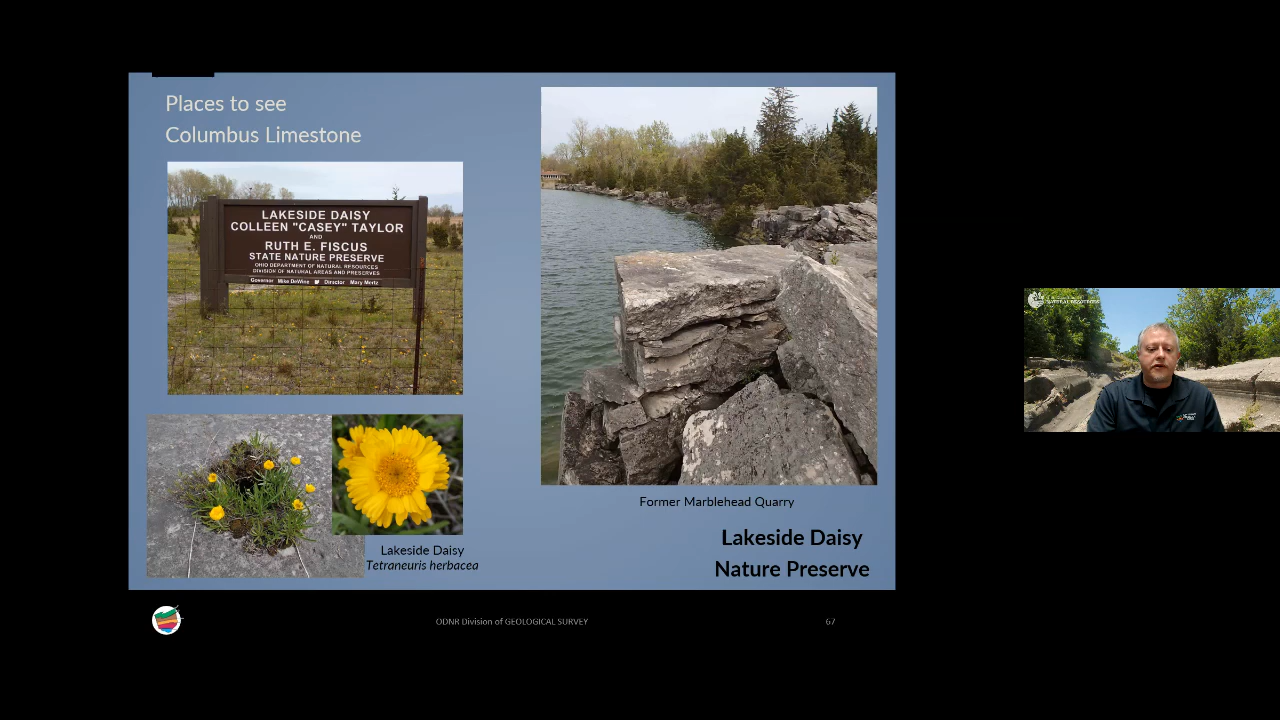 Places to see
Columbus Limestone
LAKESIDE DAISY
COLLEEN "CASEY" TAYLOR
AND
RUTH E. FISCUS
STATE NATURE PRESERVE
OHIO DEPARTMENT OF NATURAL RESOURCES
DIVISION OF NATURAL AREAS AND PRESERVES
Governor Mike DeWine Director Mary Mertz
Former Marblehead Quarry
Lakeside Daisy
Tetraneuris herbacea
Lakeside Daisy
Nature Preserve
ODNR Division of GEOLOGICAL SURVEY
67
NATURAL RESOURCES